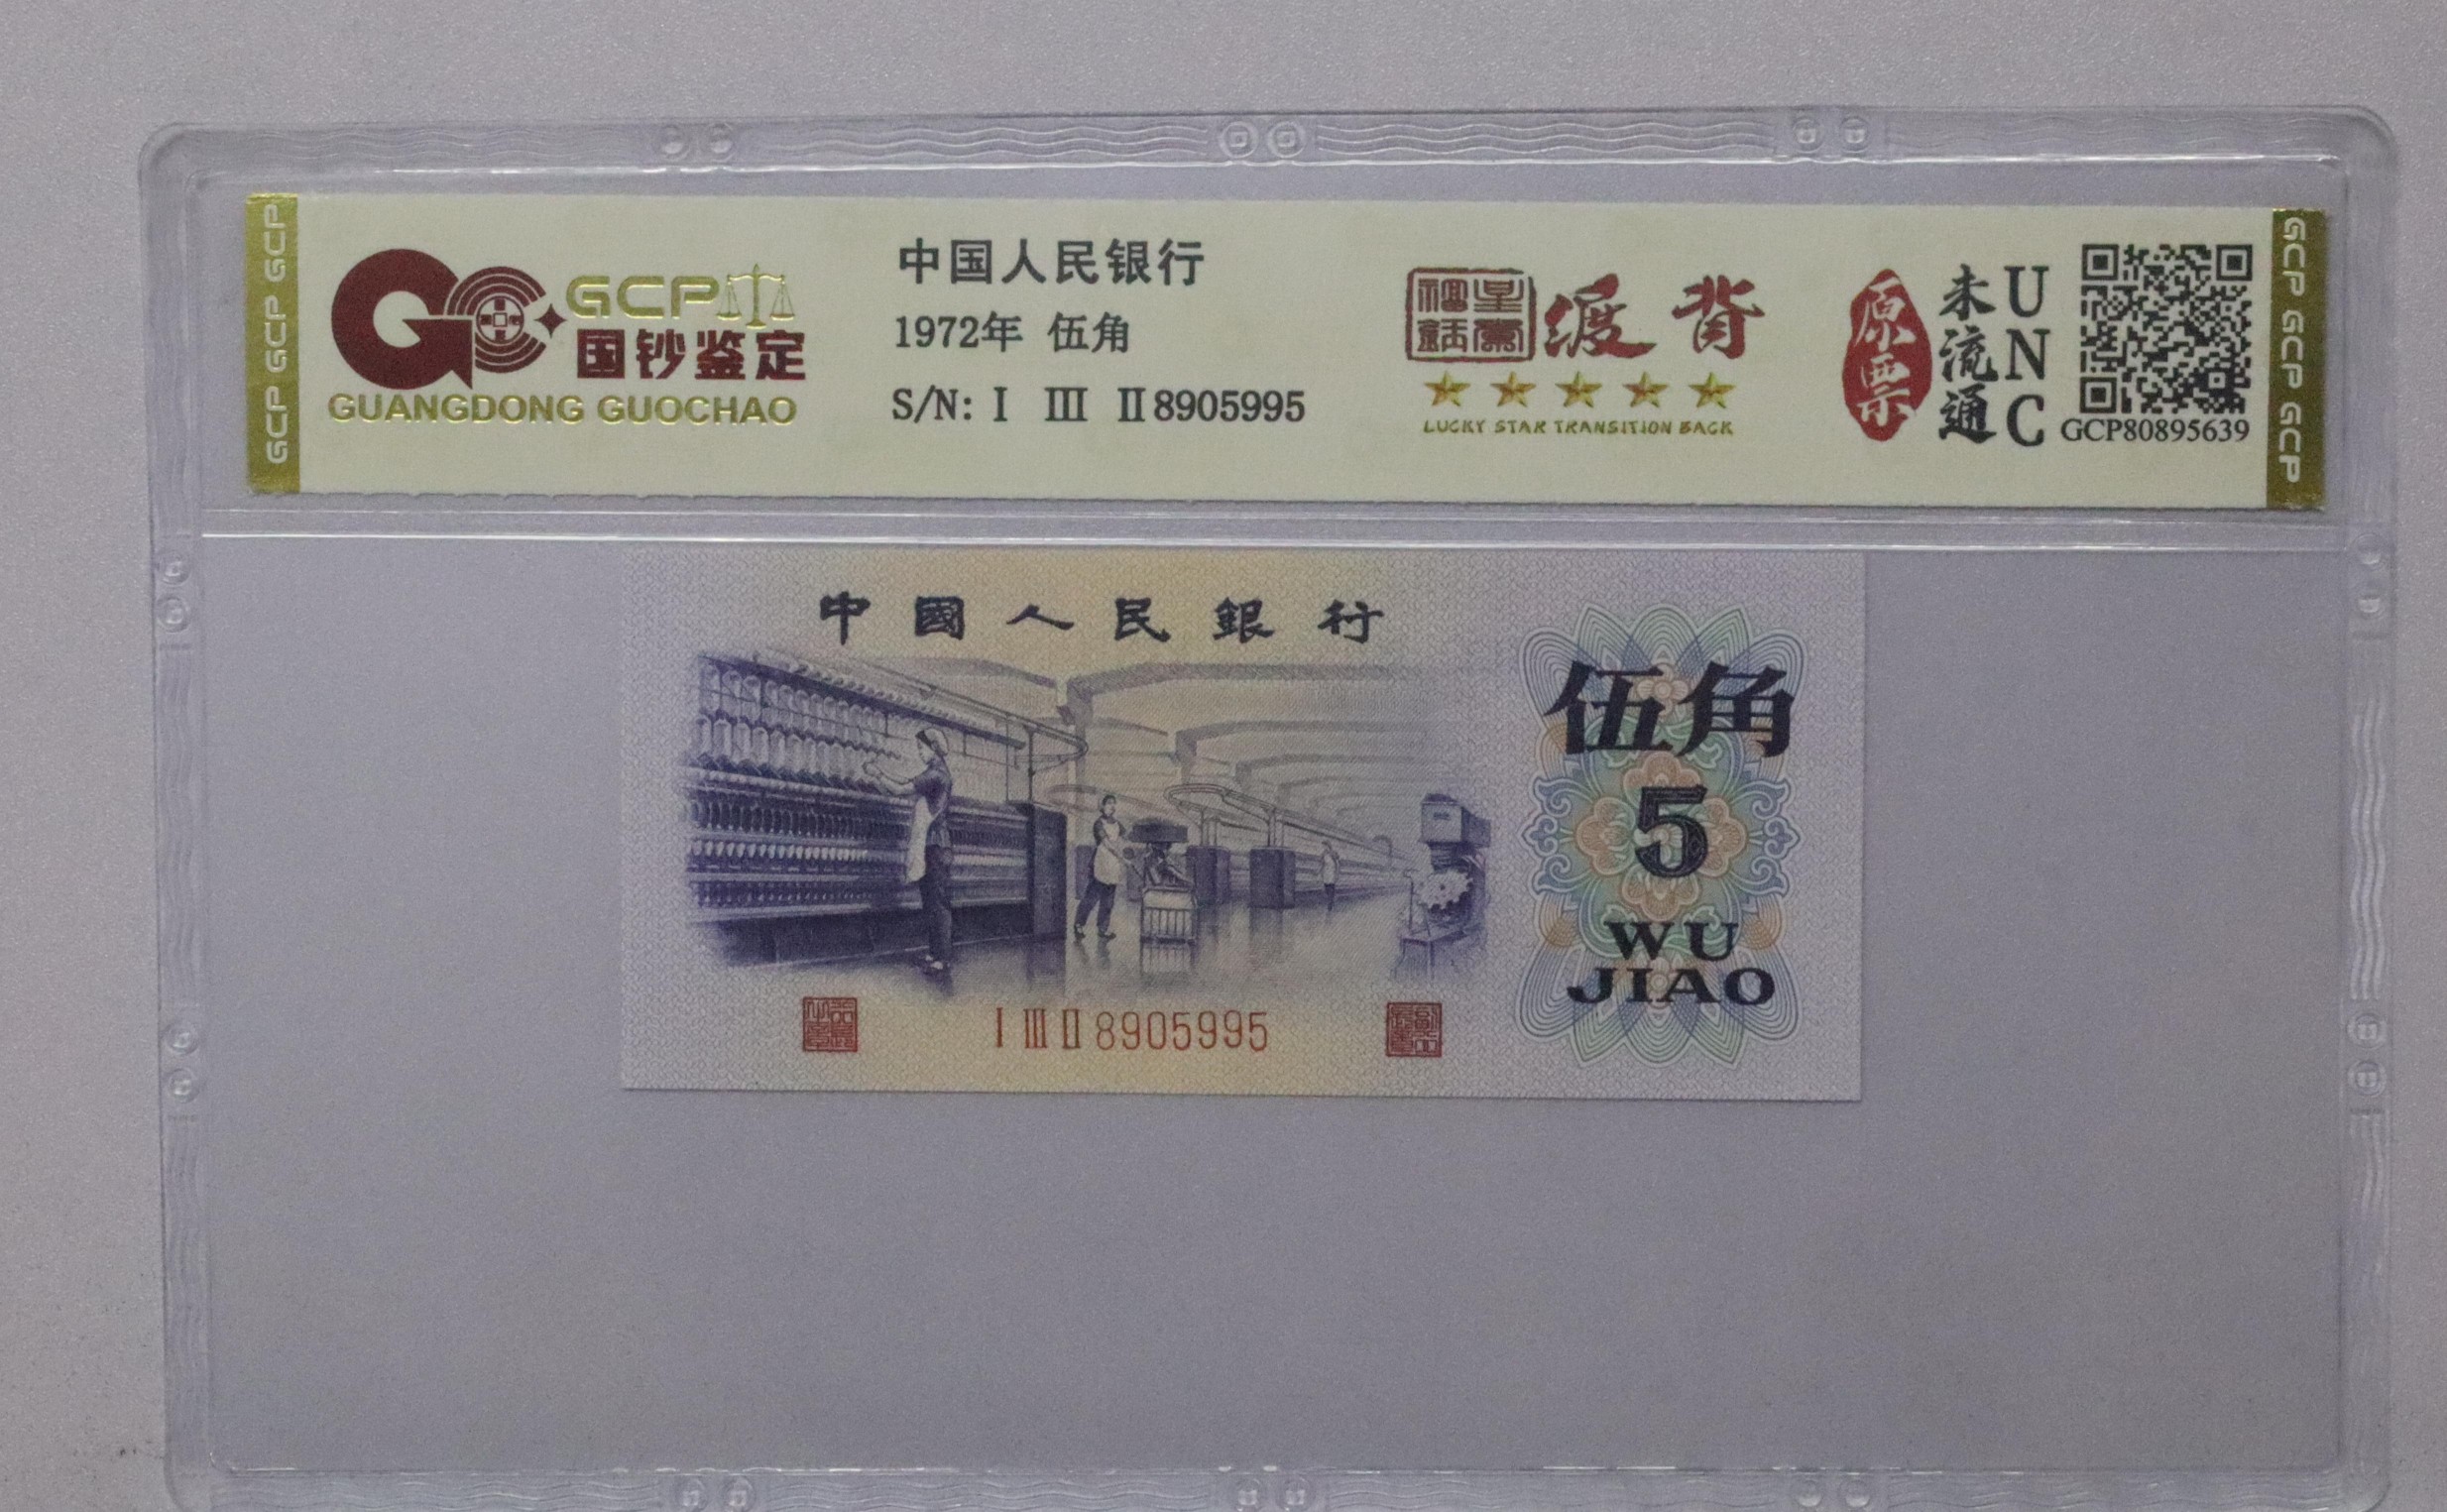 GCP GCP GCP
GCP
国钞鉴定
GUANGDONG GUOCHAO
中国人民银行
1972年 伍角
S/N: I III II 8905995
渡背
LUCKY STAR TRANSITION BACK
原票
未流通
UNC
GCP80895639
GCP GCP GCP
中國人民銀行
伍角
5
WU
JIAO
I III II 8905995